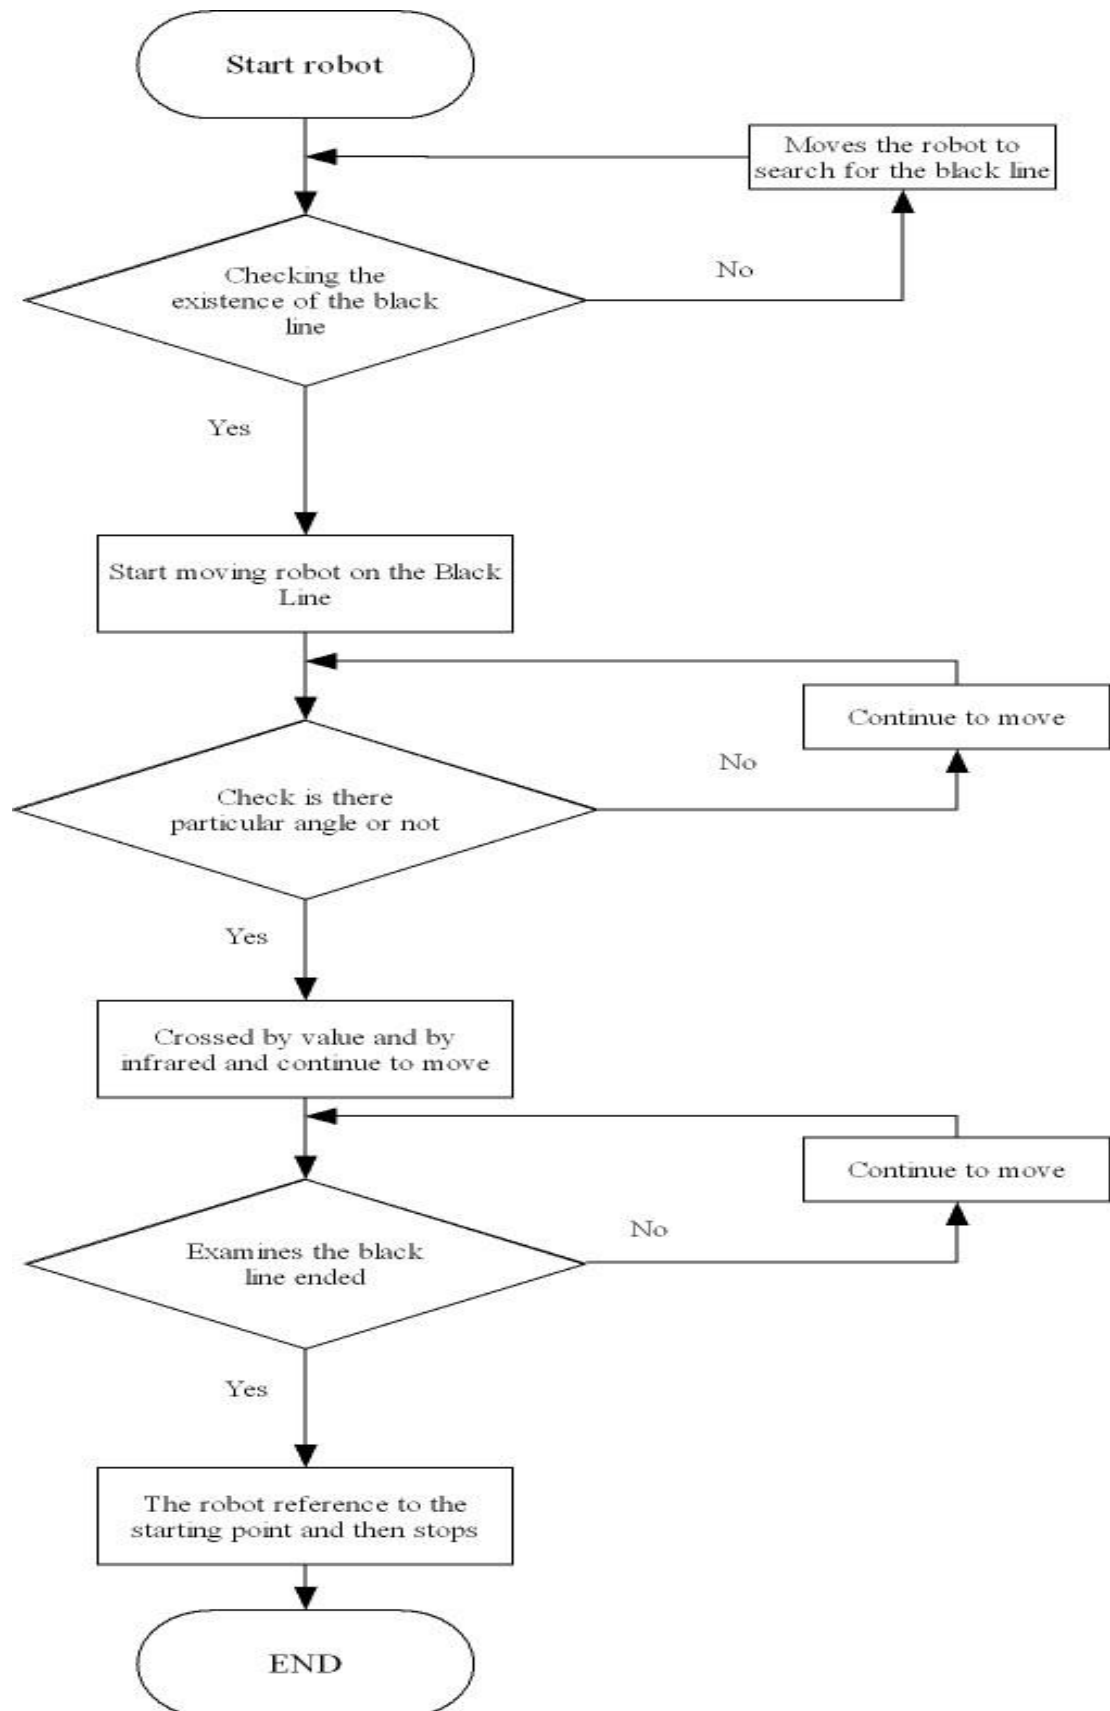 Start robot
Moves the robot to
search for the black line
Checking the
existence of the black
line
No
Yes
Start moving robot on the Black
Line
Continue to move
Check is there
particular angle or not
No
Yes
Crossed by value and by
infrared and continue to move
Continue to move
Examines the black
line ended
No
Yes
The robot reference to the
starting point and then stops
END